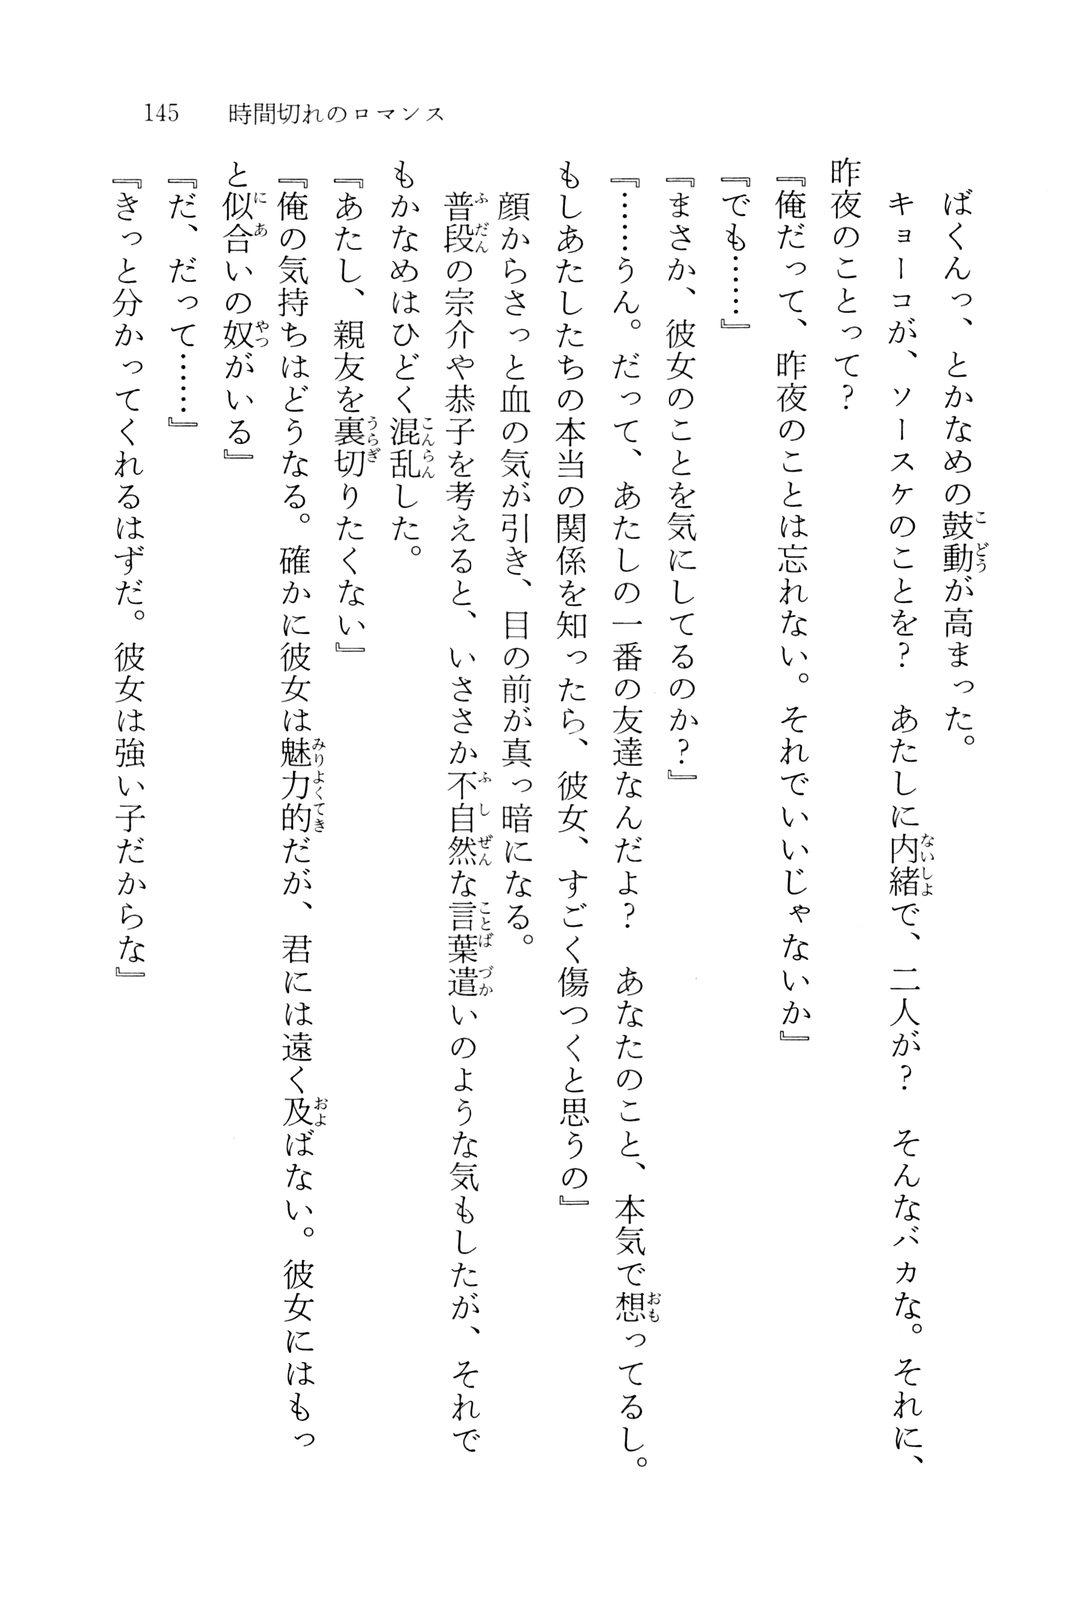 145　時間切れのロマンス
ばくんっ、とかなめの鼓動が高まった。
キョーコが、ソースケのことを？　あたしに内緒で、二人が？　そんなバカな。それに、
昨夜のことって？
『俺だって、昨夜のことは忘れない。それでいいじゃないか』
『でも……』
『まさか、彼女のことを気にしてるのか？』
『……うん。だって、あたしの一番の友達なんだよ？　あなたのこと、本気で想ってるし。
もしあたしたちの本当の関係を知ったら、彼女、すごく傷つくと思うの』
顔からさっと血の気が引き、目の前が真っ暗になる。
普段の宗介や恭子を考えると、いささか不自然な言葉遣いのような気もしたが、それで
もかなめはひどく混乱した。
『あたし、親友を裏切りたくない』
『俺の気持ちはどうなる。確かに彼女は魅力的だが、君には遠く及ばない。彼女にはもっ
と似合いの奴がいる』
『だ、だって……』
『きっと分かってくれるはずだ。彼女は強い子だからな』